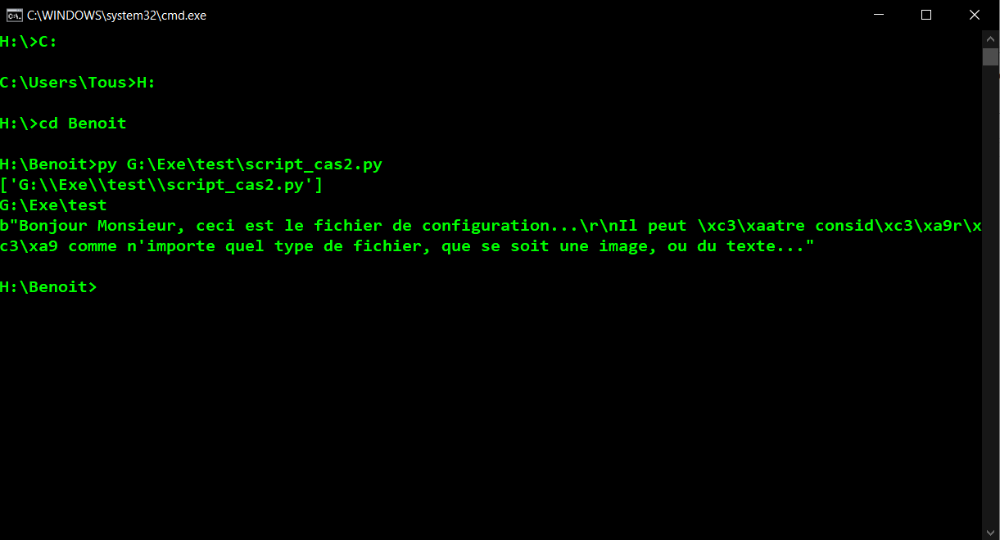 C:\WINDOWS\system32\cmd.exe
H:\>C:
C:\Users\Tous>H:
H:\>cd Benoit
H:\Benoit>py G:\Exe\test\script_cas2.py
['G:\\Exe\\test\\script_cas2.py']
G:\Exe\test
b"Bonjour Monsieur, ceci est le fichier de configuration...\r\nIl peut \xc3\xaatre consid\xc3\xa9r\x
c3\xa9 comme n'importe quel type de fichier, que se soit une image, ou du texte..."
H:\Benoit>